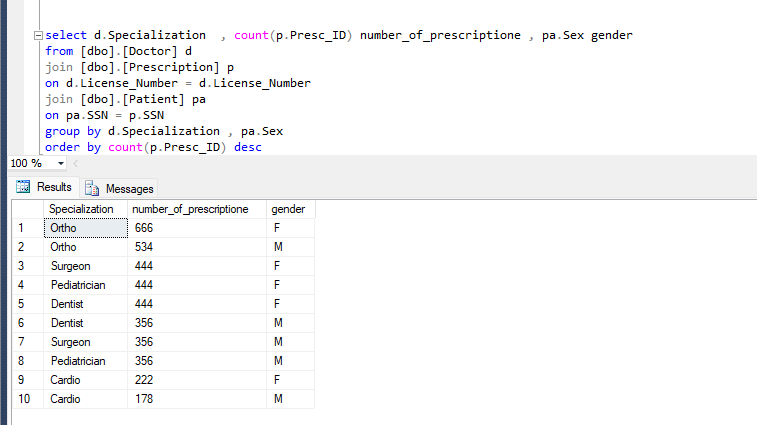 select d.Specialization , count(p.Presc_ID) number_of_prescriptione , pa.Sex gender
from [dbo].[Doctor] d
join [dbo].[Prescription] p
on d.License_Number = d.License_Number
join [dbo].[Patient] pa
on pa.SSN = p.SSN
group by d.Specialization , pa.Sex
order by count(p.Presc_ID) desc
100 %
Results Messages
Specialization number_of_prescriptione gender
1 Ortho 666 F
2 Ortho 534 M
3 Surgeon 444 F
4 Pediatrician 444 F
5 Dentist 444 F
6 Dentist 356 M
7 Surgeon 356 M
8 Pediatrician 356 M
9 Cardio 222 F
10 Cardio 178 M